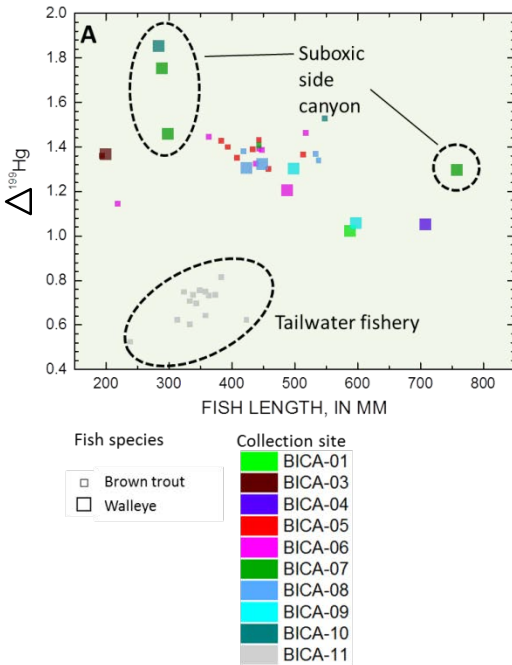 A
2.0
1.8
1.6
1.4
1.2
1.0
0.8
0.6
0.4
Δ199Hg
Suboxic
side
canyon
Tailwater fishery
200 300 400 500 600 700 800
FISH LENGTH, IN MM
Fish species
Brown trout
Walleye
Collection site
BICA-01
BICA-03
BICA-04
BICA-05
BICA-06
BICA-07
BICA-08
BICA-09
BICA-10
BICA-11